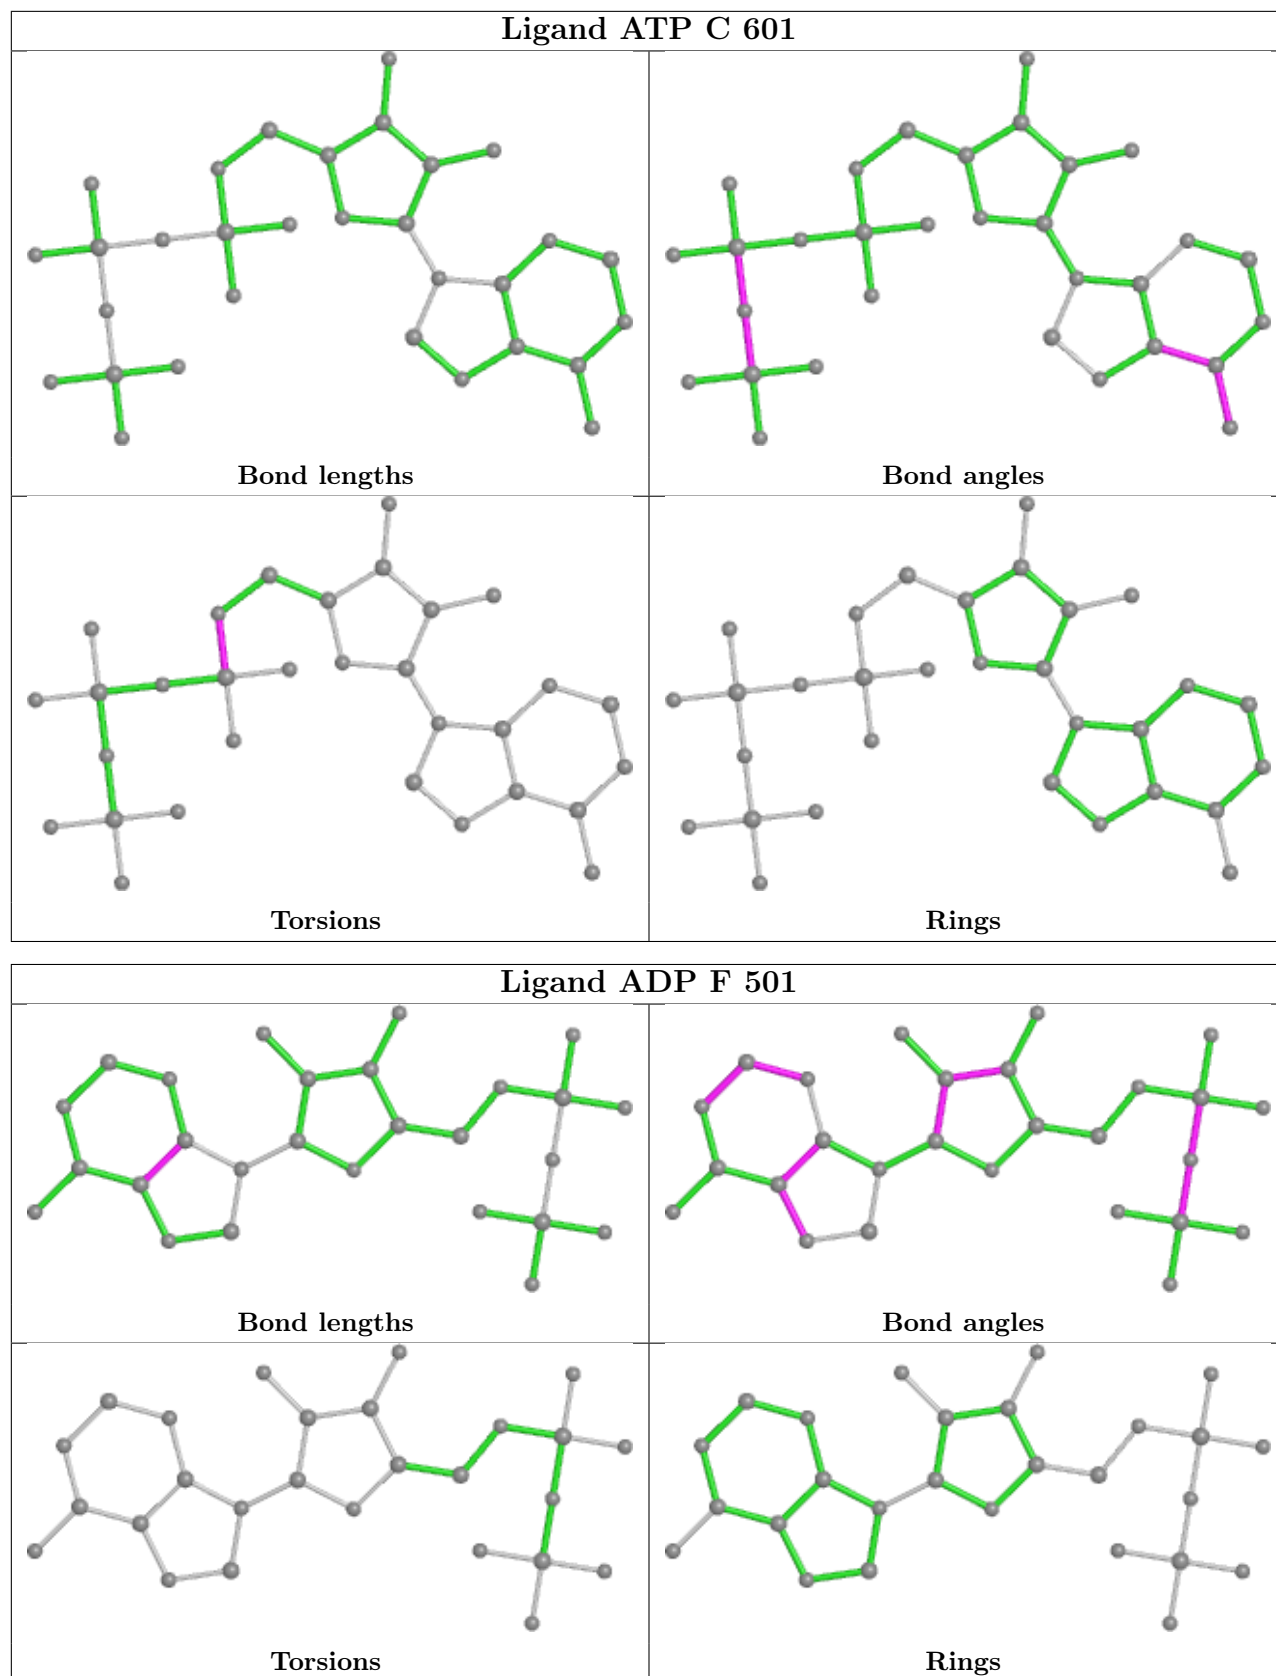 Ligand ATP C 601
Bond lengths
Bond angles
Torsions
Rings
Ligand ADP F 501
Bond lengths
Bond angles
Torsions
Rings